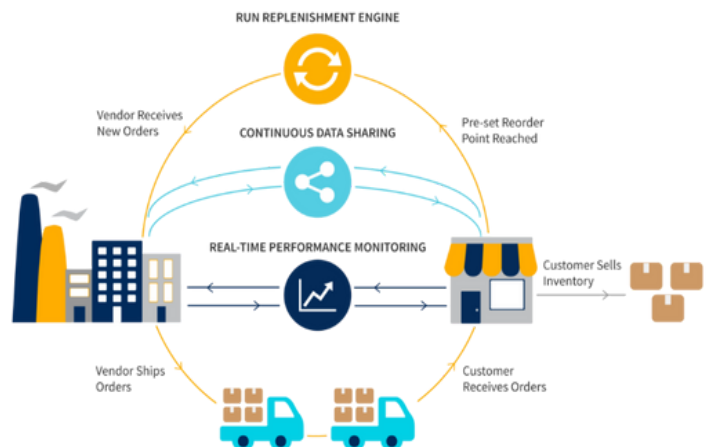 RUN REPLENISHMENT ENGINE
Vendor Receives
New Orders
Pre-set Reorder
Point Reached
CONTINUOUS DATA SHARING
REAL-TIME PERFORMANCE MONITORING
Customer Sells
Inventory
Vendor Ships
Orders
Customer
Receives Orders